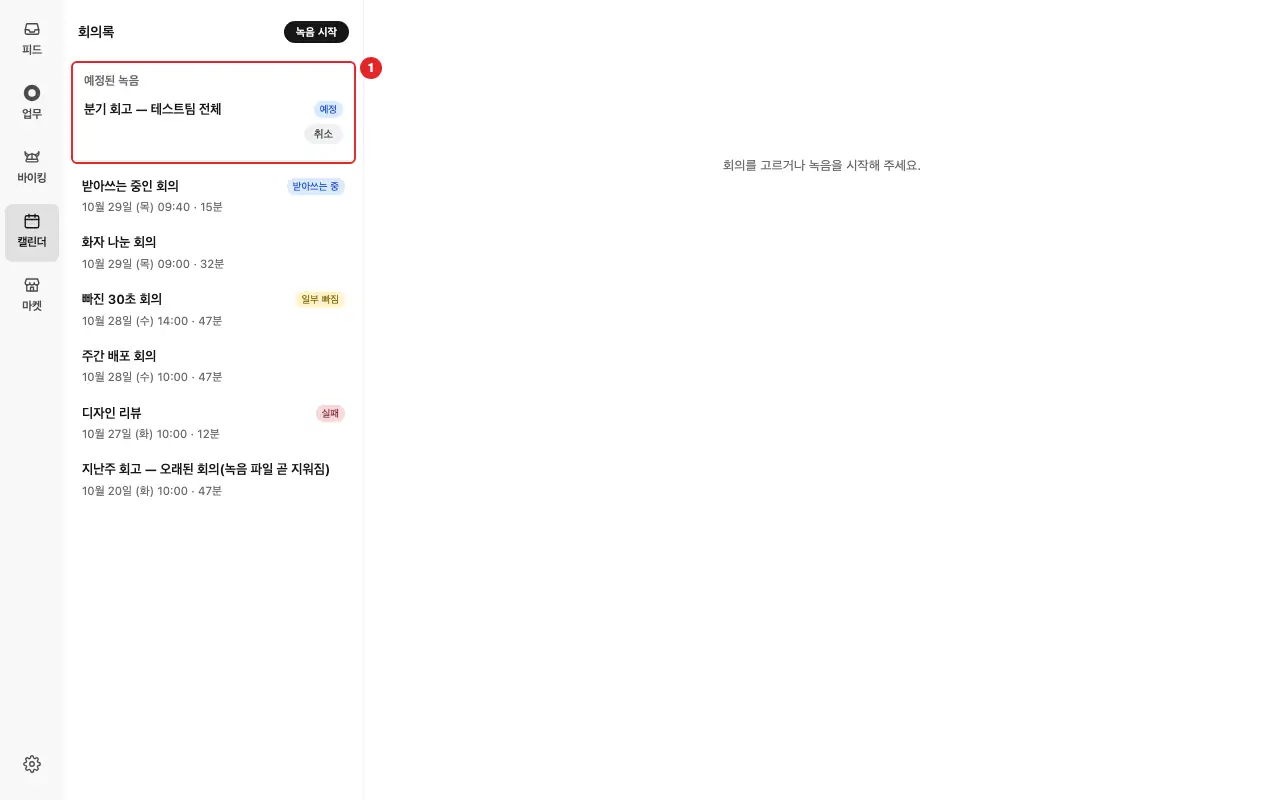 피드
업무
바이킹
캘린더
마켓
회의록
녹음 시작
1
예정된 녹음
분기 회고 — 테스트팀 전체
예정
취소
받아쓰는 중인 회의
받아쓰는 중
10월 29일 (목) 09:40 · 15분
화자 나눈 회의
10월 29일 (목) 09:00 · 32분
빠진 30초 회의
일부 빠짐
10월 28일 (수) 14:00 · 47분
주간 배포 회의
10월 28일 (수) 10:00 · 47분
디자인 리뷰
실패
10월 27일 (화) 10:00 · 12분
지난주 회고 — 오래된 회의(녹음 파일 곧 지워짐)
10월 20일 (화) 10:00 · 47분
회의를 고르거나 녹음을 시작해 주세요.